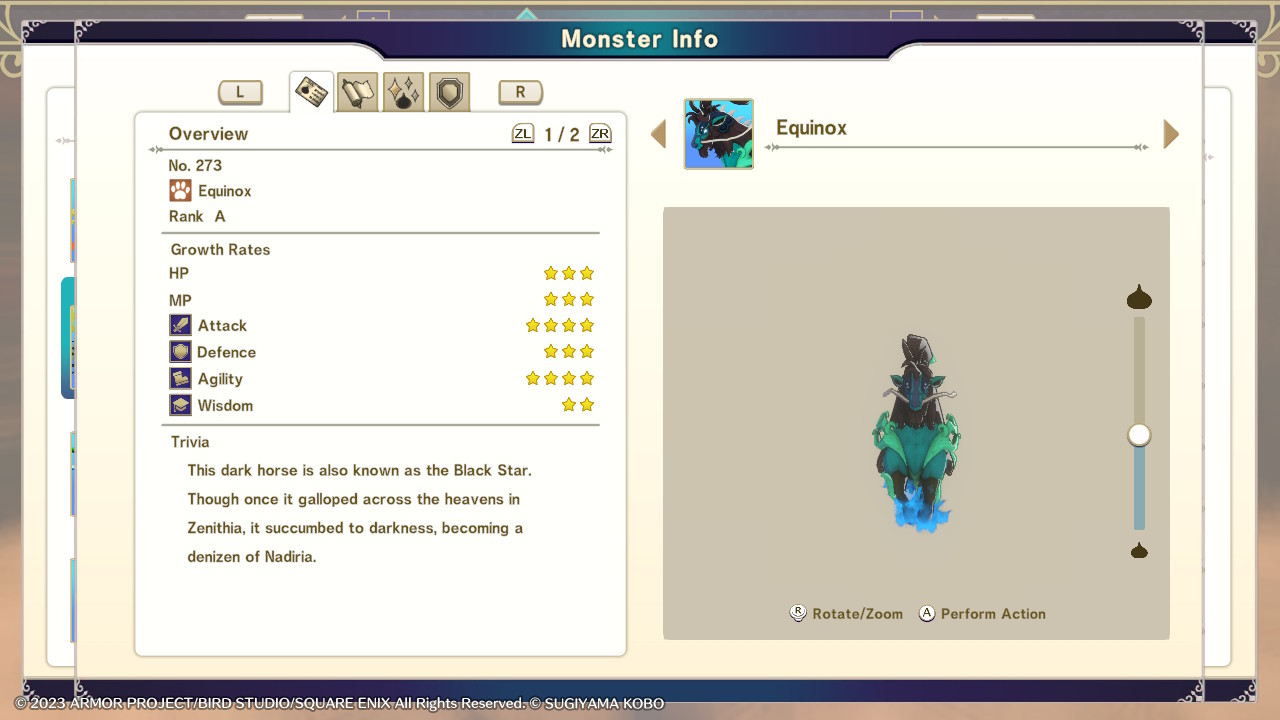 Monster Info
L
R
Overview
ZL 1 / 2 ZR
No. 273
Equinox
Rank A
Growth Rates
HP
MP
Attack
Defence
Agility
Wisdom
Trivia
This dark horse is also known as the Black Star.
Though once it galloped across the heavens in
Zenithia, it succumbed to darkness, becoming a
denizen of Nadiria.
Equinox
R Rotate/Zoom A Perform Action
© 2023 ARMOR PROJECT/BIRD STUDIO/SQUARE ENIX All Rights Reserved. © SUGIYAMA KOBO